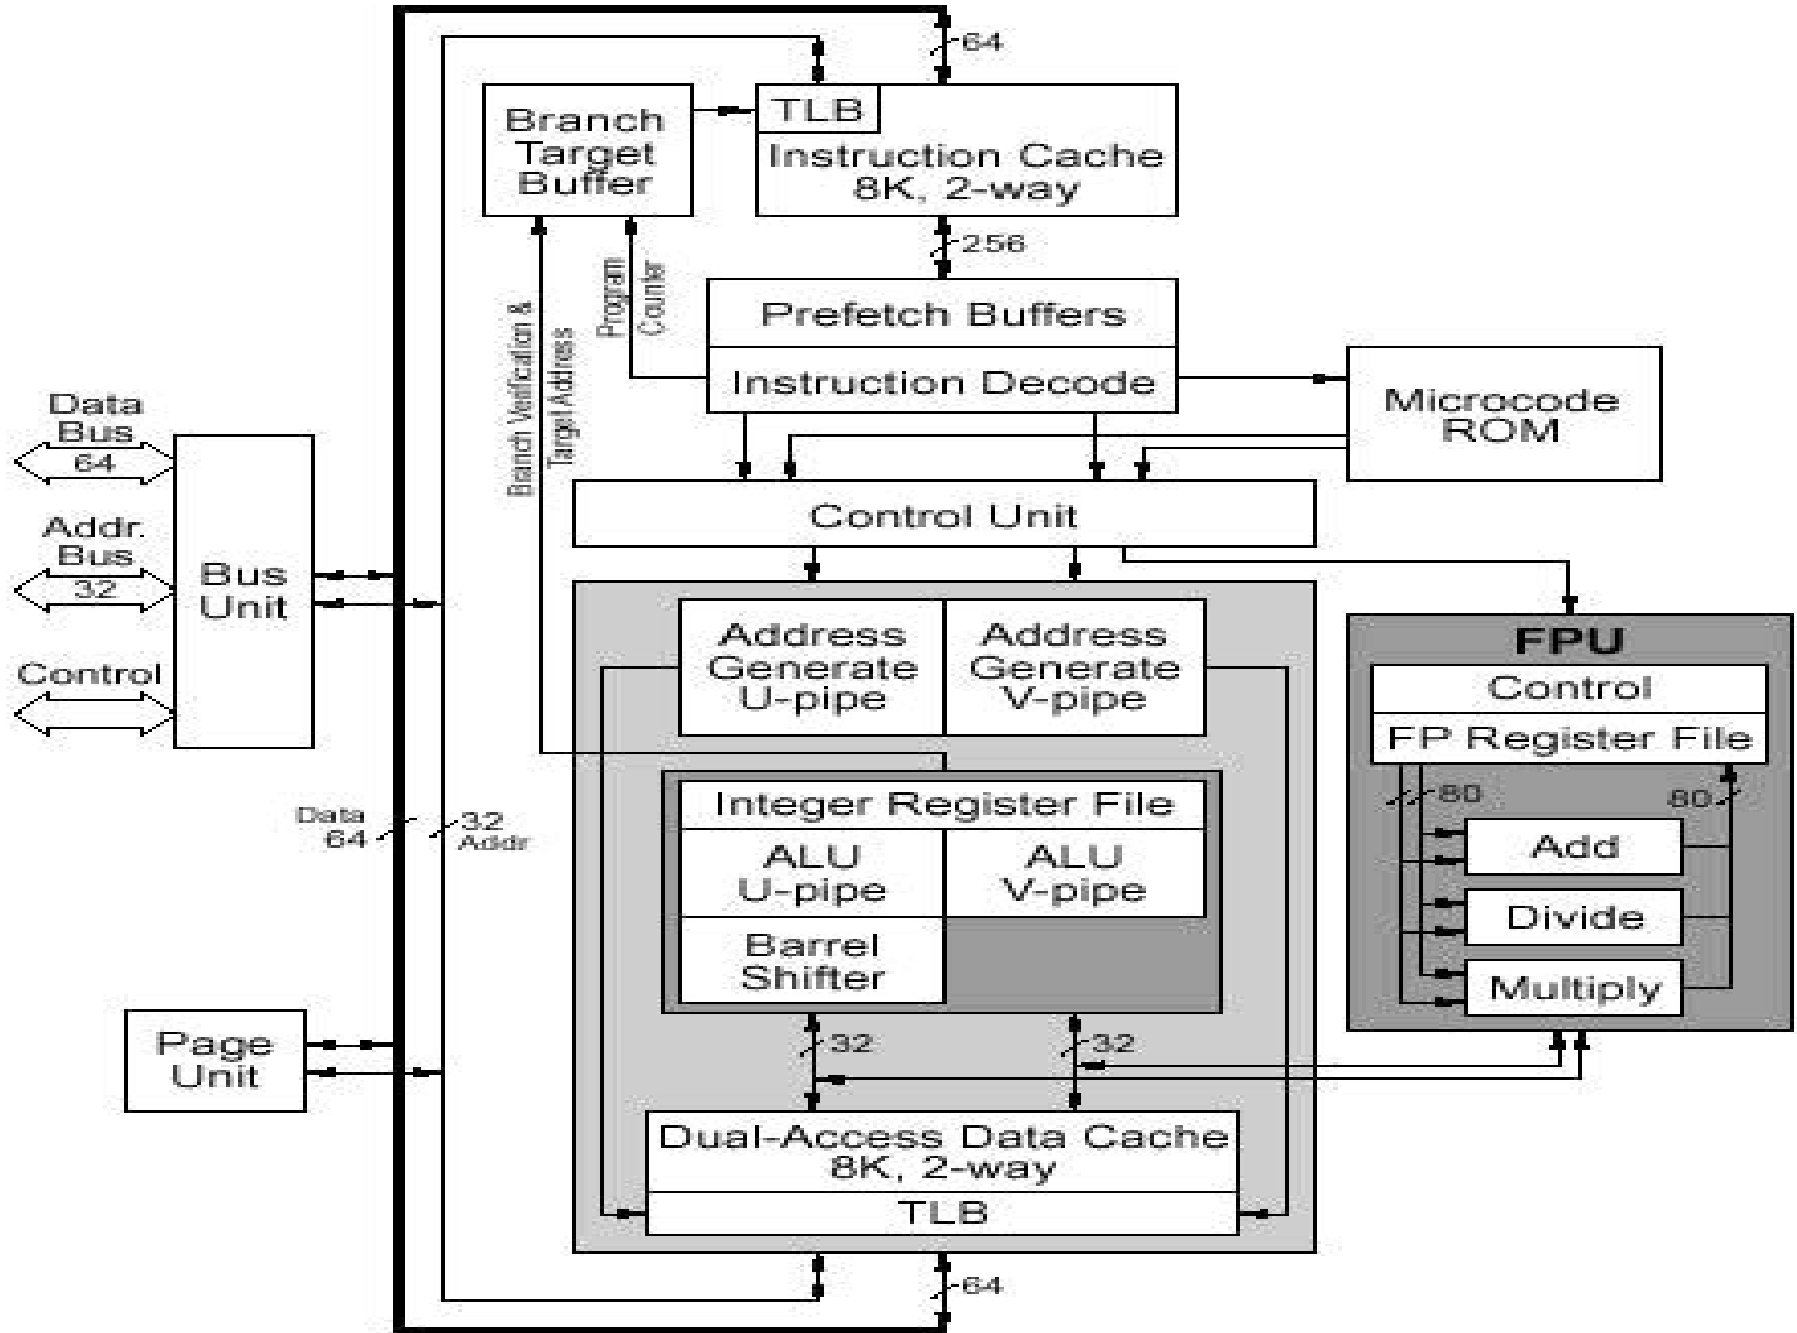 64
TLB
Instruction Cache
8K, 2-way
Branch
Target
Buffer
256
Program
Counter
Branch Verification &
Target Address
Prefetch Buffers
Instruction Decode
Microcode
ROM
Data
Bus
64
Addr.
Bus
32
Control
Bus
Unit
Control Unit
Address
Generate
U-pipe
Address
Generate
V-pipe
FPU
Control
FP Register File
80
80
Add
Divide
Multiply
Integer Register File
ALU
U-pipe
ALU
V-pipe
Barrel
Shifter
Data
64
32
Addr
Page
Unit
32
32
Dual-Access Data Cache
8K, 2-way
TLB
64